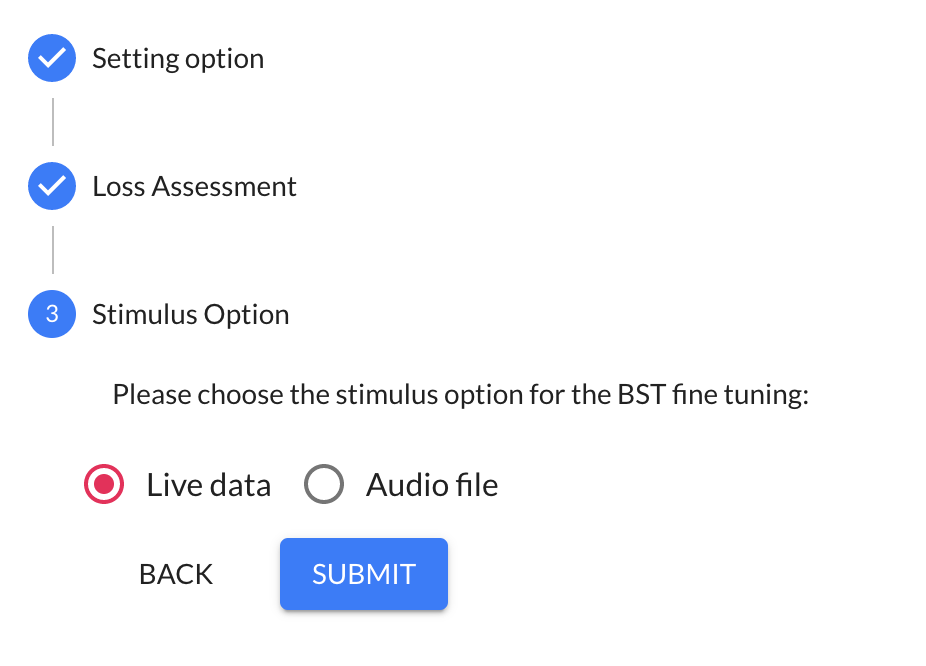 Setting option
Loss Assessment
3 Stimulus Option
Please choose the stimulus option for the BST fine tuning:
Live data Audio file
BACK SUBMIT